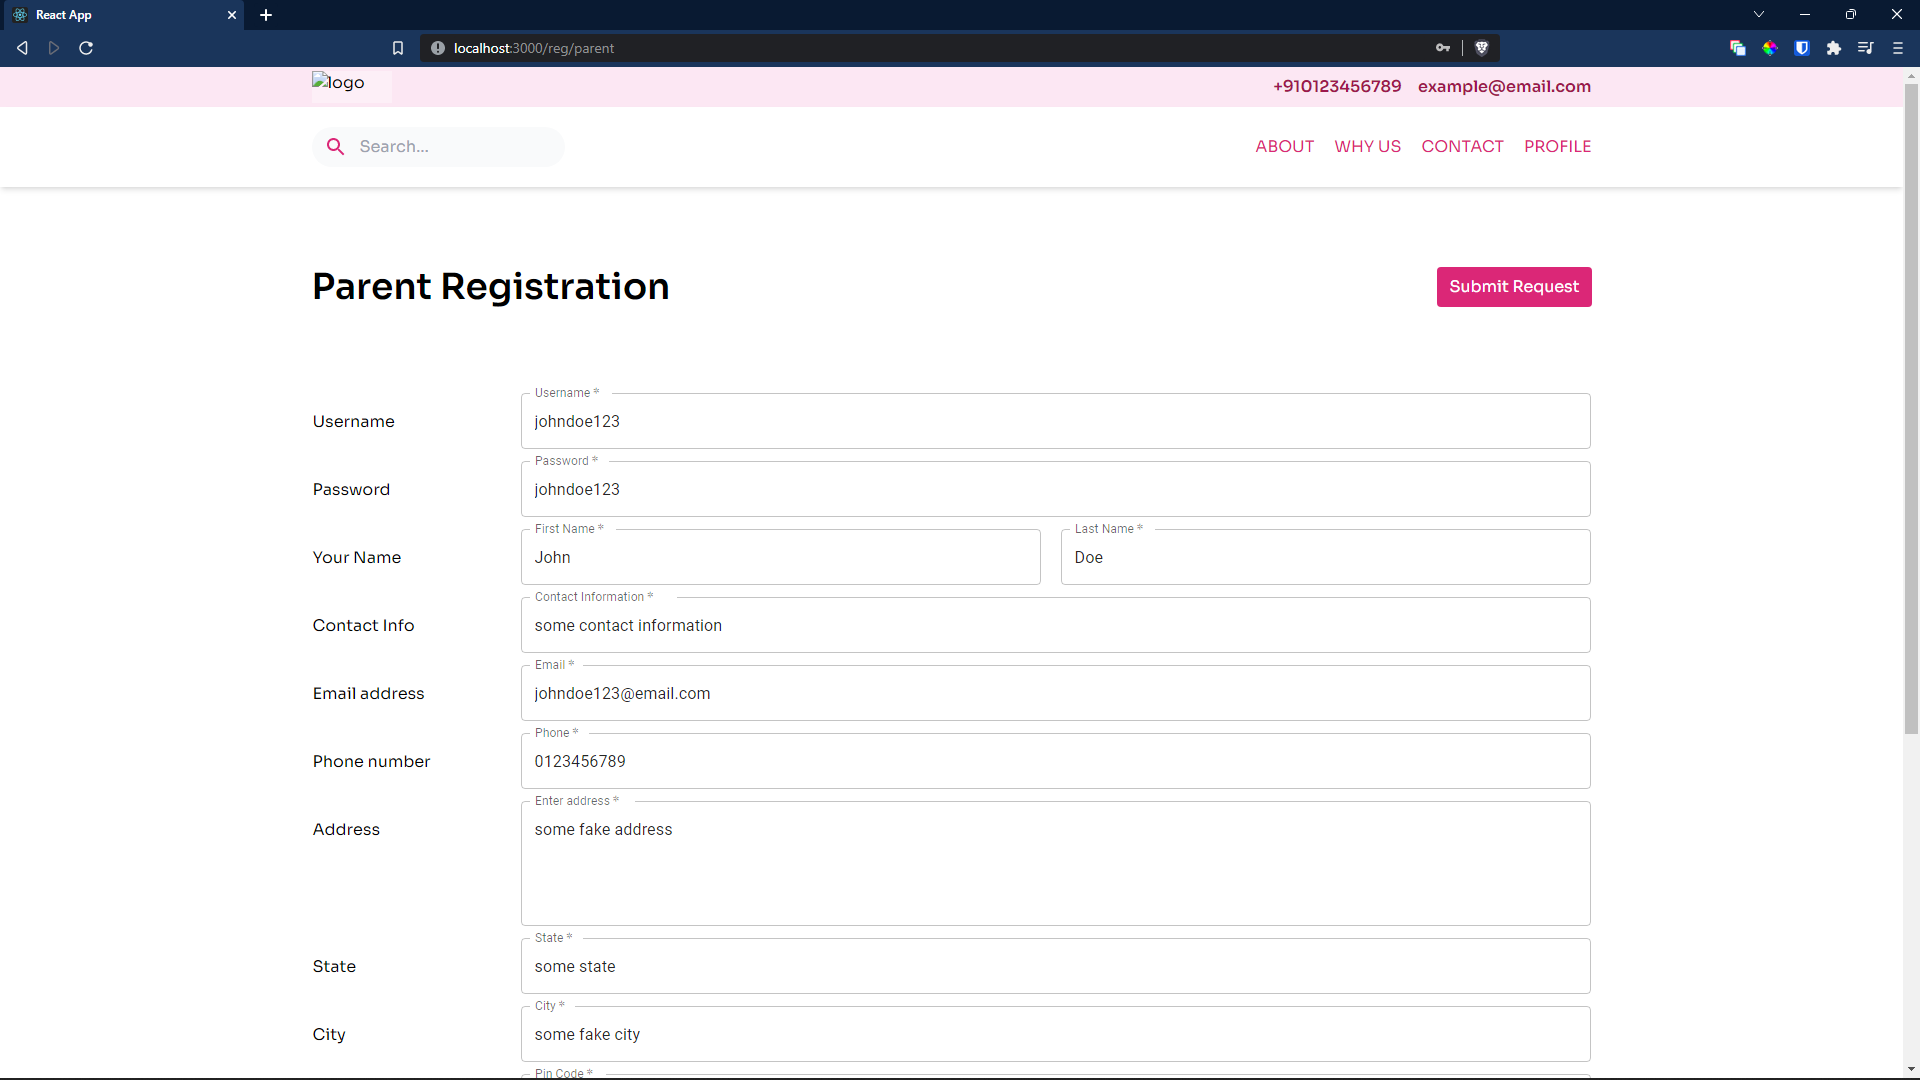 React App
localhost:3000/reg/parent
logo
+910123456789 example@email.com
Search...
ABOUT WHY US CONTACT PROFILE
Parent Registration
Submit Request
Username
Username *
johndoe123
Password
Password *
johndoe123
Your Name
First Name *
John
Last Name *
Doe
Contact Info
Contact Information *
some contact information
Email address
Email *
johndoe123@email.com
Phone number
Phone *
0123456789
Address
Enter address *
some fake address
State
State *
some state
City
City *
some fake city
Pin Code *